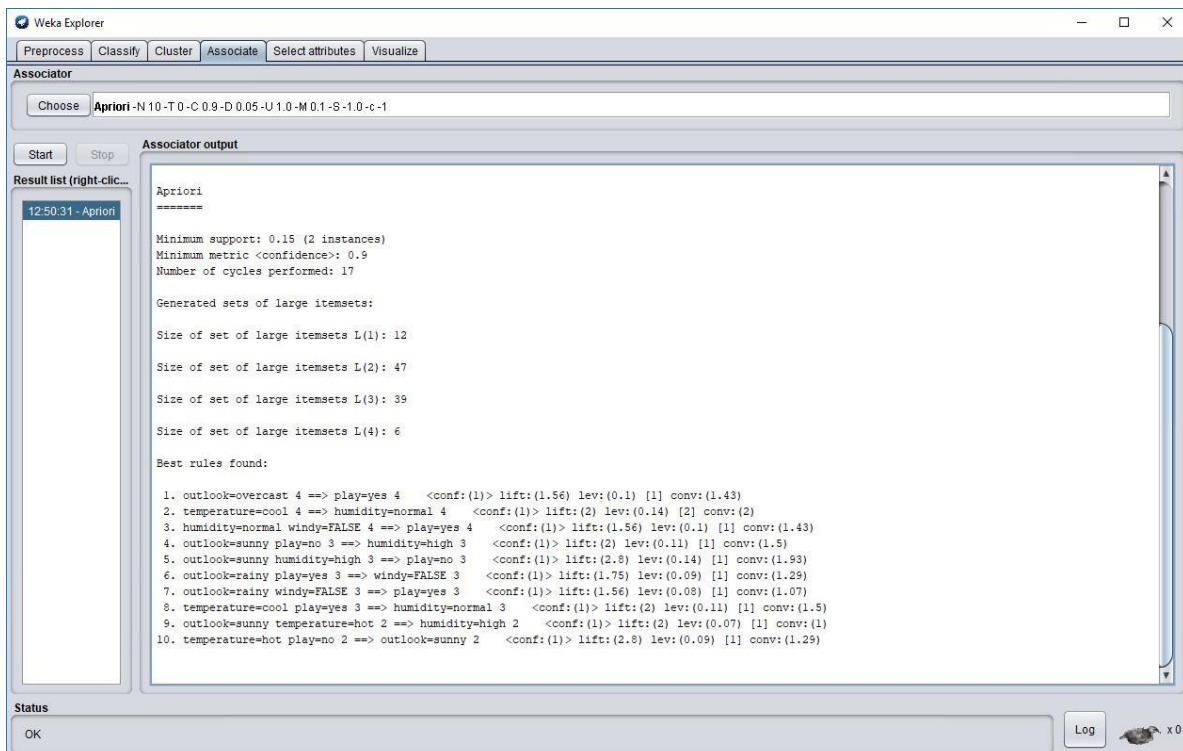 Weka Explorer
Preprocess Classify Cluster Associate Select attributes Visualize
Associator
Choose Apriori -N 10 -T 0 -C 0.9 -D 0.05 -U 1.0 -M 0.1 -S -1.0 -c -1
Start Stop
Result list (right-clic...
12:50:31 - Apriori
Associator output
Apriori
=======
Minimum support: 0.15 (2 instances)
Minimum metric <confidence>: 0.9
Number of cycles performed: 17
Generated sets of large itemsets:
Size of set of large itemsets L(1): 12
Size of set of large itemsets L(2): 47
Size of set of large itemsets L(3): 39
Size of set of large itemsets L(4): 6
Best rules found:
1. outlook=overcast 4 ==> play=yes 4 <conf:(1)> lift:(1.56) lev:(0.1) [1] conv:(1.43)
2. temperature=cool 4 ==> humidity=normal 4 <conf:(1)> lift:(2) lev:(0.14) [2] conv:(2)
3. humidity=normal windy=FALSE 4 ==> play=yes 4 <conf:(1)> lift:(1.56) lev:(0.1) [1] conv:(1.43)
4. outlook=sunny play=no 3 ==> humidity=high 3 <conf:(1)> lift:(2) lev:(0.11) [1] conv:(1.5)
5. outlook=sunny humidity=high 3 ==> play=no 3 <conf:(1)> lift:(2.8) lev:(0.14) [1] conv:(1.93)
6. outlook=rainy play=yes 3 ==> windy=FALSE 3 <conf:(1)> lift:(1.75) lev:(0.09) [1] conv:(1.29)
7. outlook=rainy windy=FALSE 3 ==> play=yes 3 <conf:(1)> lift:(1.56) lev:(0.08) [1] conv:(1.07)
8. temperature=cool play=yes 3 ==> humidity=normal 3 <conf:(1)> lift:(2) lev:(0.11) [1] conv:(1.5)
9. outlook=sunny temperature=hot 2 ==> humidity=high 2 <conf:(1)> lift:(2) lev:(0.07) [1] conv:(1)
10. temperature=hot play=no 2 ==> outlook=sunny 2 <conf:(1)> lift:(2.8) lev:(0.09) [1] conv:(1.29)
Status
OK
Log
x 0